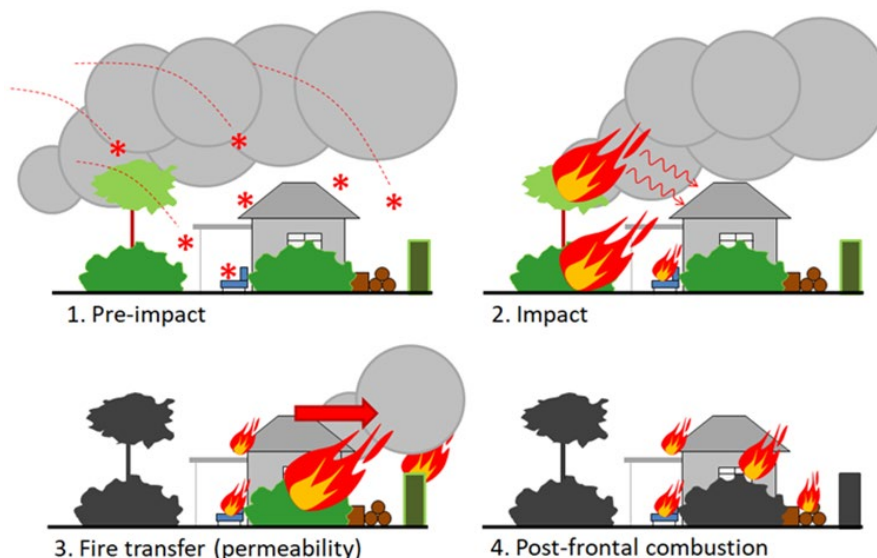 1. Pre-impact
2. Impact
3. Fire transfer (permeability)
4. Post-frontal combustion